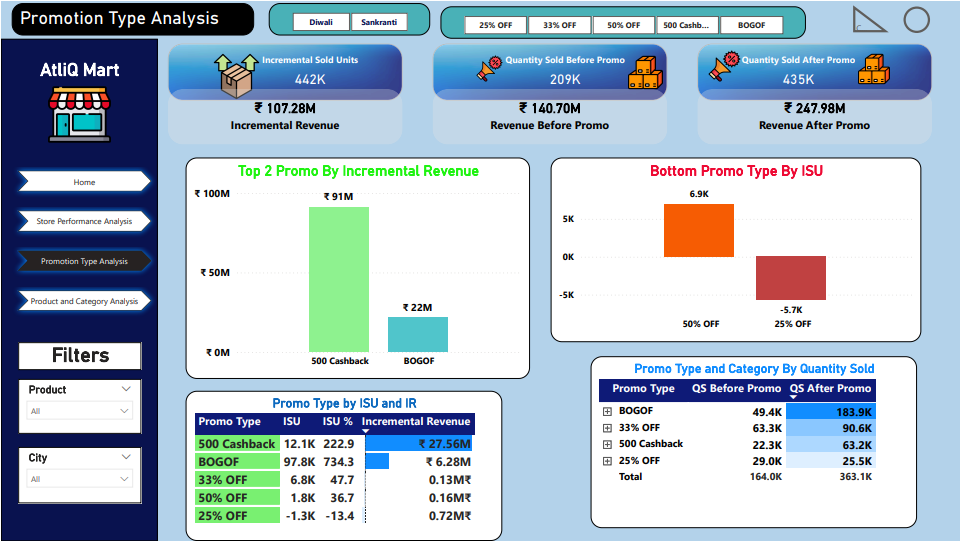 Promotion Type Analysis
Diwali Sankranti
25% OFF 33% OFF 50% OFF 500 Cashb... BOGOF
AtliQ Mart
Home
Store Performance Analysis
Promotion Type Analysis
Product and Category Analysis
Filters
Product
All
City
All
Incremental Sold Units
442K
₹ 107.28M
Incremental Revenue
Quantity Sold Before Promo
209K
₹ 140.70M
Revenue Before Promo
Quantity Sold After Promo
435K
₹ 247.98M
Revenue After Promo
Top 2 Promo By Incremental Revenue
₹ 100M
₹ 50M
₹ 0M
₹ 91M
₹ 22M
500 Cashback BOGOF
Bottom Promo Type By ISU
5K
0K
-5K
6.9K
-5.7K
50% OFF 25% OFF
Promo Type by ISU and IR
Promo Type ISU ISU % Incremental Revenue
500 Cashback 12.1K 222.9 ₹ 27.56M
BOGOF 97.8K 734.3 ₹ 6.28M
33% OFF 6.8K 47.7 0.13M₹
50% OFF 1.8K 36.7 0.16M₹
25% OFF -1.3K -13.4 0.72M₹
Promo Type and Category By Quantity Sold
Promo Type QS Before Promo QS After Promo
BOGOF 49.4K 183.9K
33% OFF 63.3K 90.6K
500 Cashback 22.3K 63.2K
25% OFF 29.0K 25.5K
Total 164.0K 363.1K